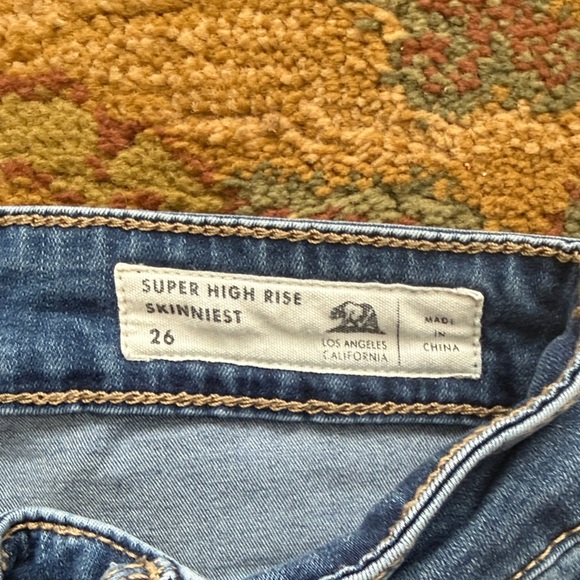 SUPER HIGH RISE
SKINNIEST
26
LOS ANGELES
CALIFORNIA
MADE
IN
CHINA